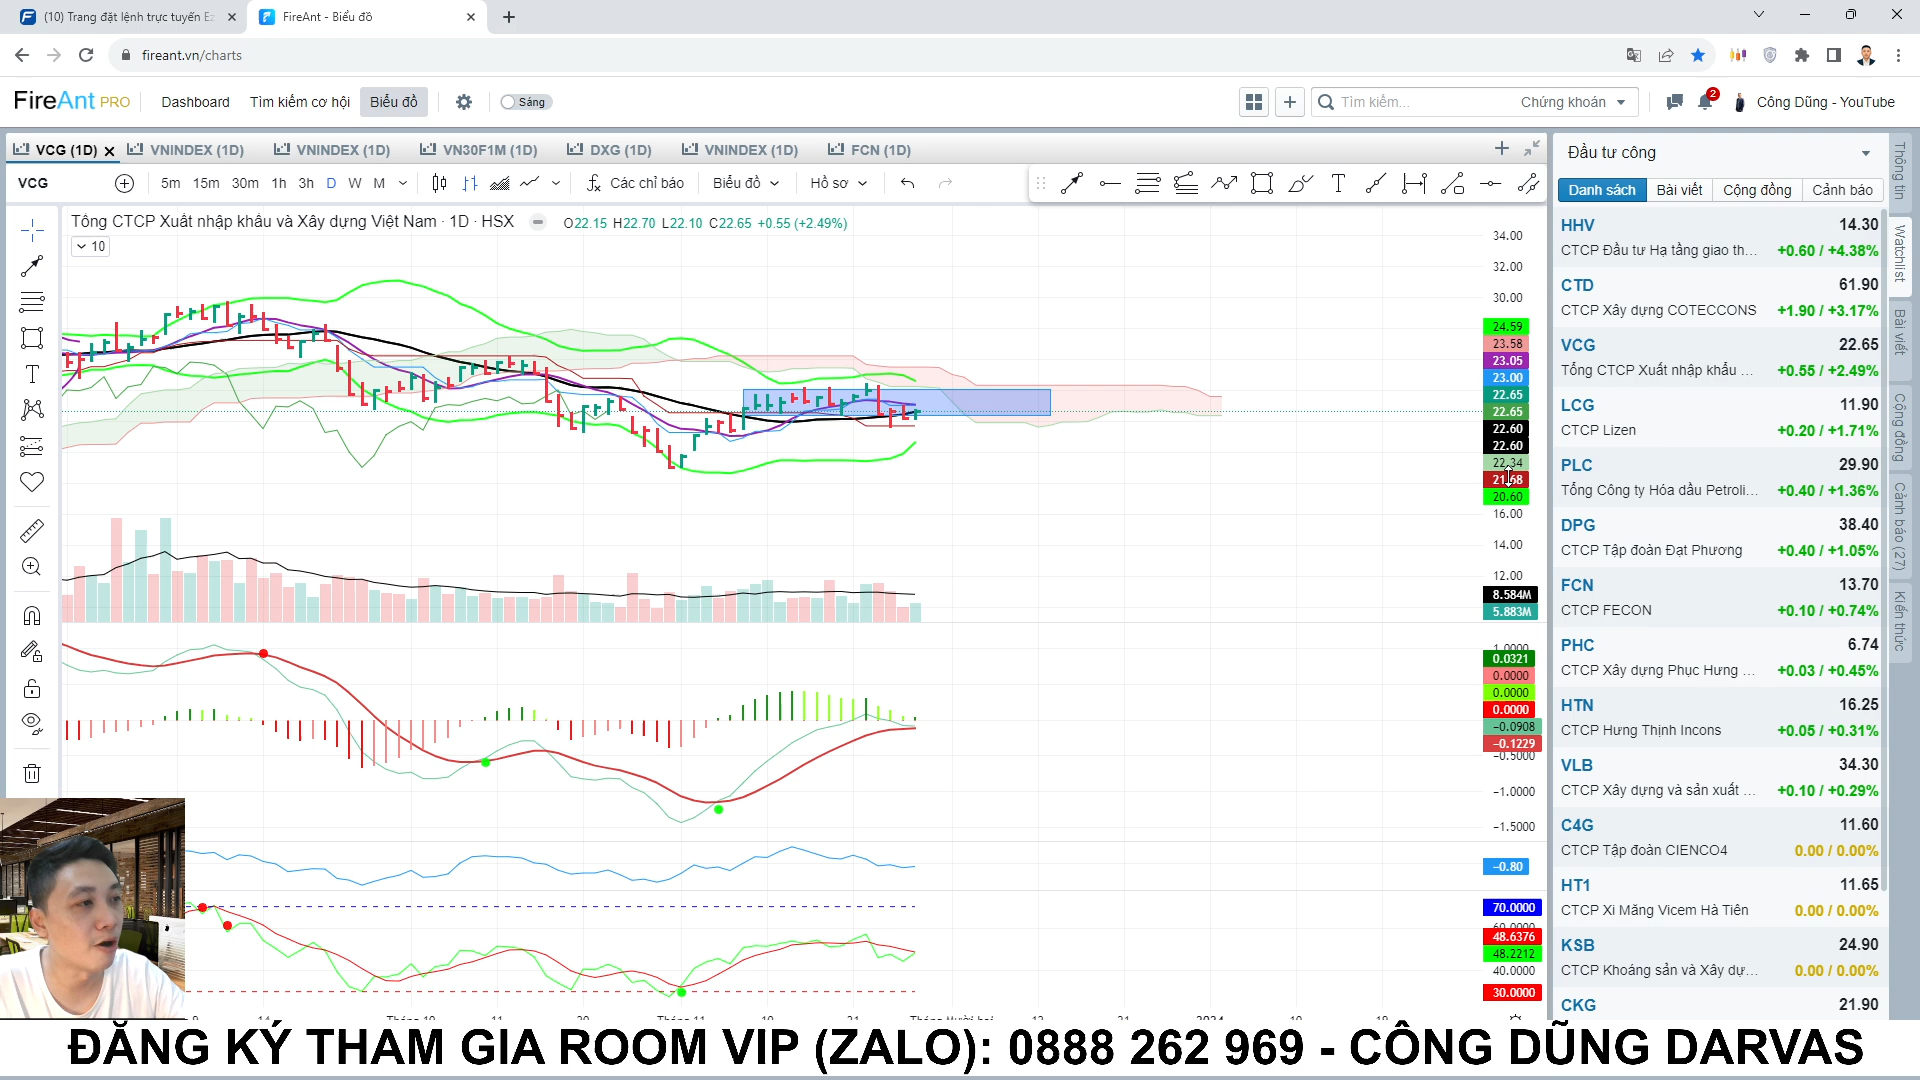 (10) Trang đặt lệnh trực tuyến Ez
FireAnt - Biểu đồ
fireant.vn/charts
FireAnt PRO
Dashboard
Tìm kiếm cơ hội
Biểu đồ
Sáng
Tìm kiếm...
Chứng khoán
2
Công Dũng - YouTube
VCG (1D)
VNINDEX (1D)
VNINDEX (1D)
VN30F1M (1D)
DXG (1D)
VNINDEX (1D)
FCN (1D)
VCG
5m 15m 30m 1h 3h D W M
Các chỉ báo
Biểu đồ
Hồ sơ
Tổng CTCP Xuất nhập khẩu và Xây dựng Việt Nam · 1D · HSX
O22.15 H22.70 L22.10 C22.65 +0.55 (+2.49%)
10
34.00
32.00
30.00
24.59
23.58
23.05
23.00
22.65
22.65
22.60
22.60
22.34
21.68
20.60
16.00
14.00
12.00
8.584M
5.883M
1.0000
0.0321
0.0000
0.0000
0.0000
−0.0908
−0.1229
−0.5000
−1.0000
−1.5000
−0.80
70.0000
60.0000
48.6376
48.2212
40.0000
30.0000
Đầu tư công
Danh sách
Bài viết
Cộng đồng
Cảnh báo
HHV 14.30
CTCP Đầu tư Hạ tầng giao th... +0.60 / +4.38%
CTD 61.90
CTCP Xây dựng COTECCONS +1.90 / +3.17%
VCG 22.65
Tổng CTCP Xuất nhập khẩu ... +0.55 / +2.49%
LCG 11.90
CTCP Lizen +0.20 / +1.71%
PLC 29.90
Tổng Công ty Hóa dầu Petroli... +0.40 / +1.36%
DPG 38.40
CTCP Tập đoàn Đạt Phương +0.40 / +1.05%
FCN 13.70
CTCP FECON +0.10 / +0.74%
PHC 6.74
CTCP Xây dựng Phục Hưng ... +0.03 / +0.45%
HTN 16.25
CTCP Hưng Thịnh Incons +0.05 / +0.31%
VLB 34.30
CTCP Xây dựng và sản xuất ... +0.10 / +0.29%
C4G 11.60
CTCP Tập đoàn CIENCO4 0.00 / 0.00%
HT1 11.65
CTCP Xi Măng Vicem Hà Tiên 0.00 / 0.00%
KSB 24.90
CTCP Khoáng sản và Xây dự... 0.00 / 0.00%
CKG 21.90
Thông tin
Watchlist
Bài viết
Cộng đồng
Cảnh báo (27)
Kiến thức
ĐĂNG KÝ THAM GIA ROOM VIP (ZALO): 0888 262 969 - CÔNG DŨNG DARVAS